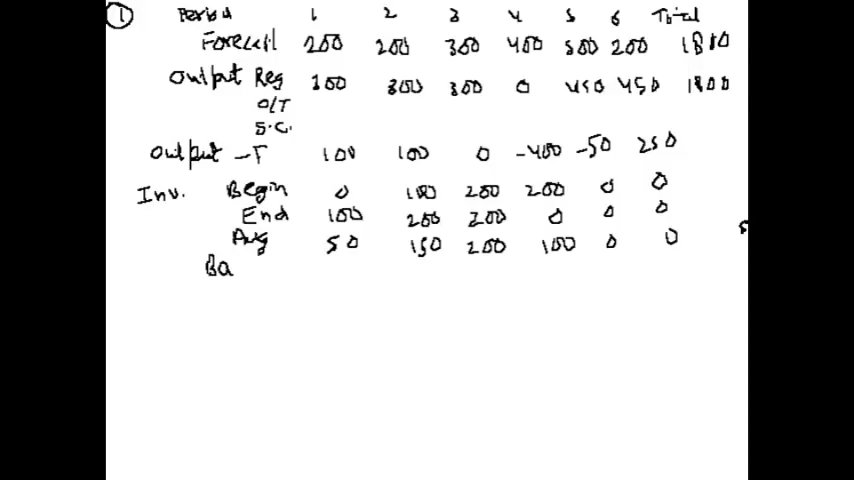 ① Period 1 2 3 4 5 6 Total
Forecast 200 200 300 400 500 200 1800
Output Reg 300 300 300 0 450 450 1800
O/T
S.C.
Output - F 100 100 0 -400 -50 250
Inv. Begin 0 100 200 200 0 0
End 100 200 200 0 0 0
Avg 50 150 200 100 0 0
Ba